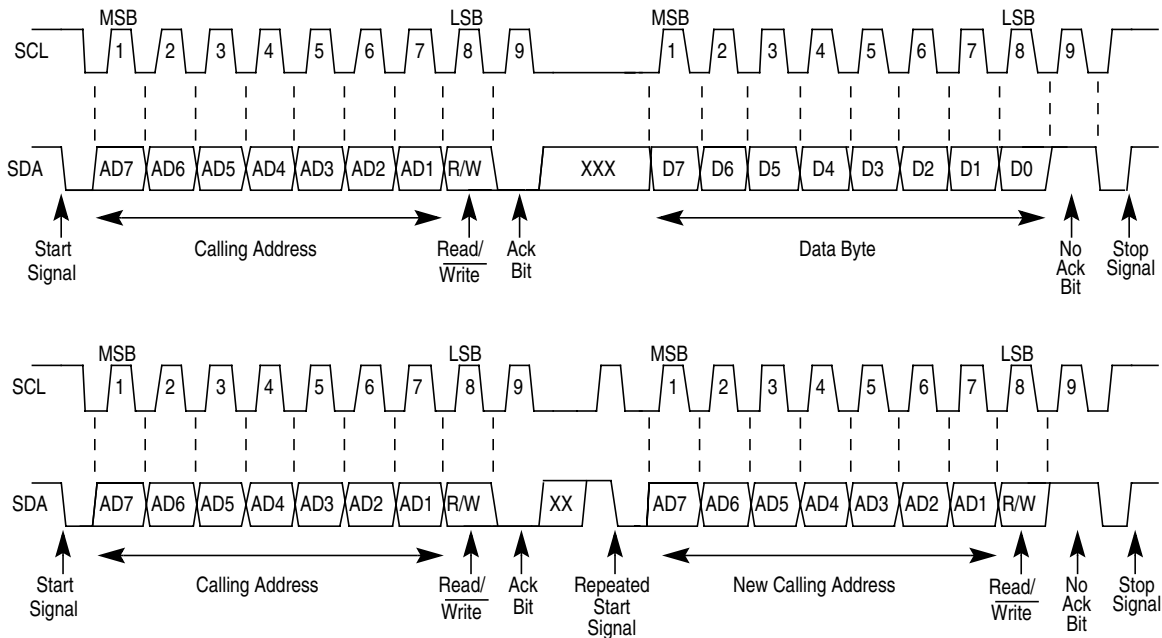 MSB LSB MSB LSB
SCL 1 2 3 4 5 6 7 8 9 1 2 3 4 5 6 7 8 9
SDA AD7 AD6 AD5 AD4 AD3 AD2 AD1 R/W XXX D7 D6 D5 D4 D3 D2 D1 D0
Start Calling Address Read/ Ack Data Byte No Stop
Signal Write Bit Ack Signal
Bit
MSB LSB MSB LSB
SCL 1 2 3 4 5 6 7 8 9 1 2 3 4 5 6 7 8 9
SDA AD7 AD6 AD5 AD4 AD3 AD2 AD1 R/W XX AD7 AD6 AD5 AD4 AD3 AD2 AD1 R/W
Start Calling Address Read/ Ack Repeated New Calling Address Read/ No Stop
Signal Write Bit Start Write Ack Signal
Signal Bit